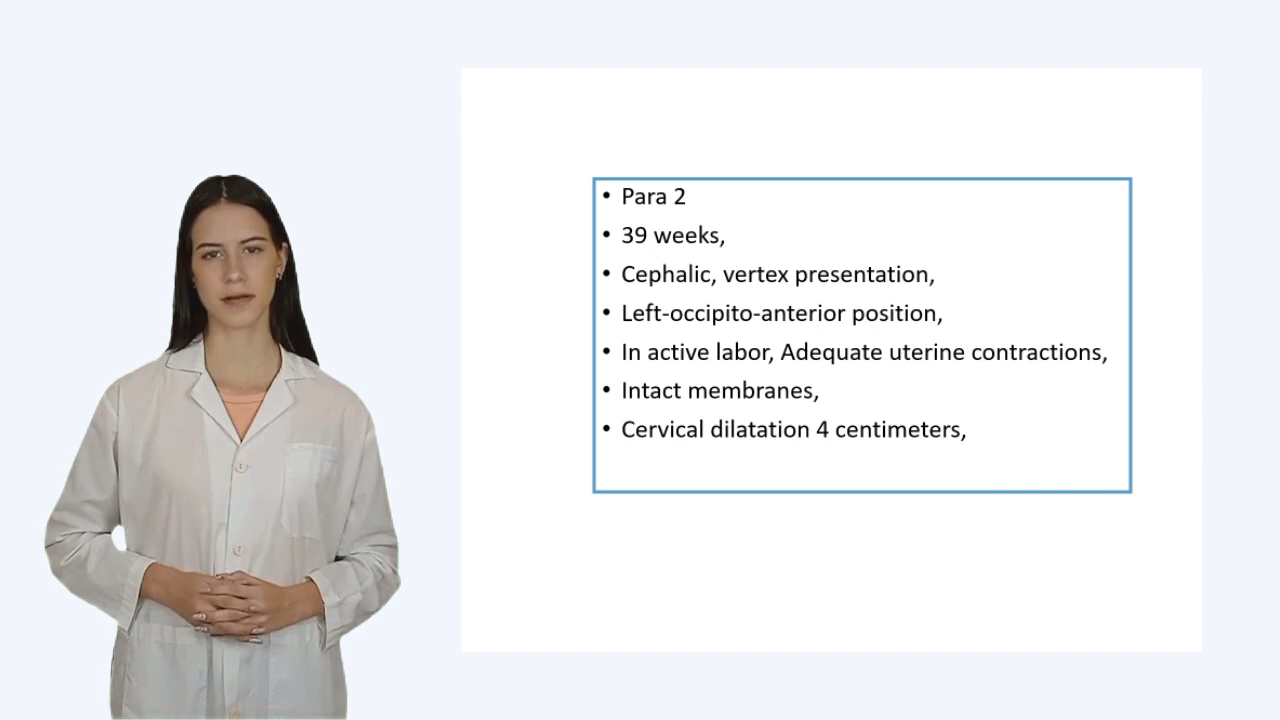 • Para 2
• 39 weeks,
• Cephalic, vertex presentation,
• Left-occipito-anterior position,
• In active labor, Adequate uterine contractions,
• Intact membranes,
• Cervical dilatation 4 centimeters,